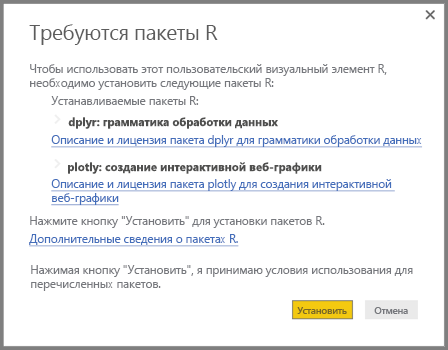 Требуются пакеты R
Чтобы использовать этот пользовательский визуальный элемент R,
необходимо установить следующие пакеты R:
Устанавливаемые пакеты R:
dplyr: грамматика обработки данных
Описание и лицензия пакета dplyr для грамматики обработки данных
plotly: создание интерактивной веб-графики
Описание и лицензия пакета plotly для создания интерактивной
веб-графики
Нажмите кнопку "Установить" для установки пакетов R.
Дополнительные сведения о пакетах R.
Нажимая кнопку "Установить", я принимаю условия использования для
перечисленных пакетов.
Установить Отмена